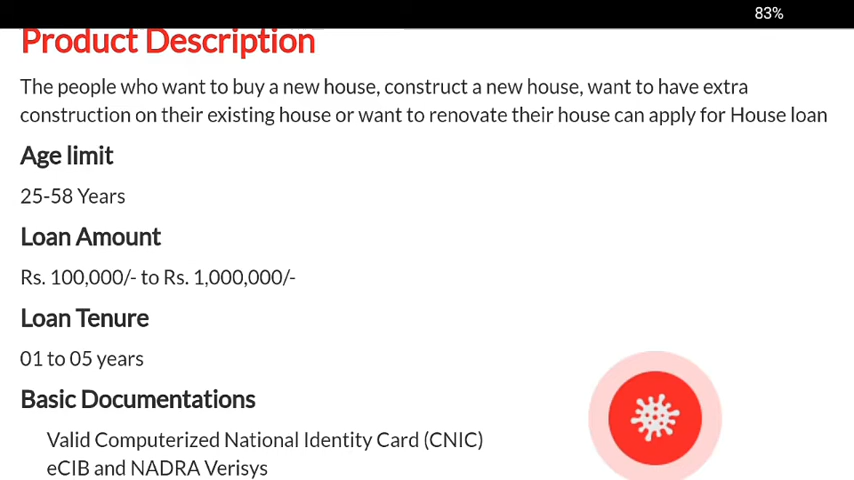 83%
Product Description
The people who want to buy a new house, construct a new house, want to have extra
construction on their existing house or want to renovate their house can apply for House loan
Age limit
25-58 Years
Loan Amount
Rs. 100,000/- to Rs. 1,000,000/-
Loan Tenure
01 to 05 years
Basic Documentations
Valid Computerized National Identity Card (CNIC)
eCIB and NADRA Verisys